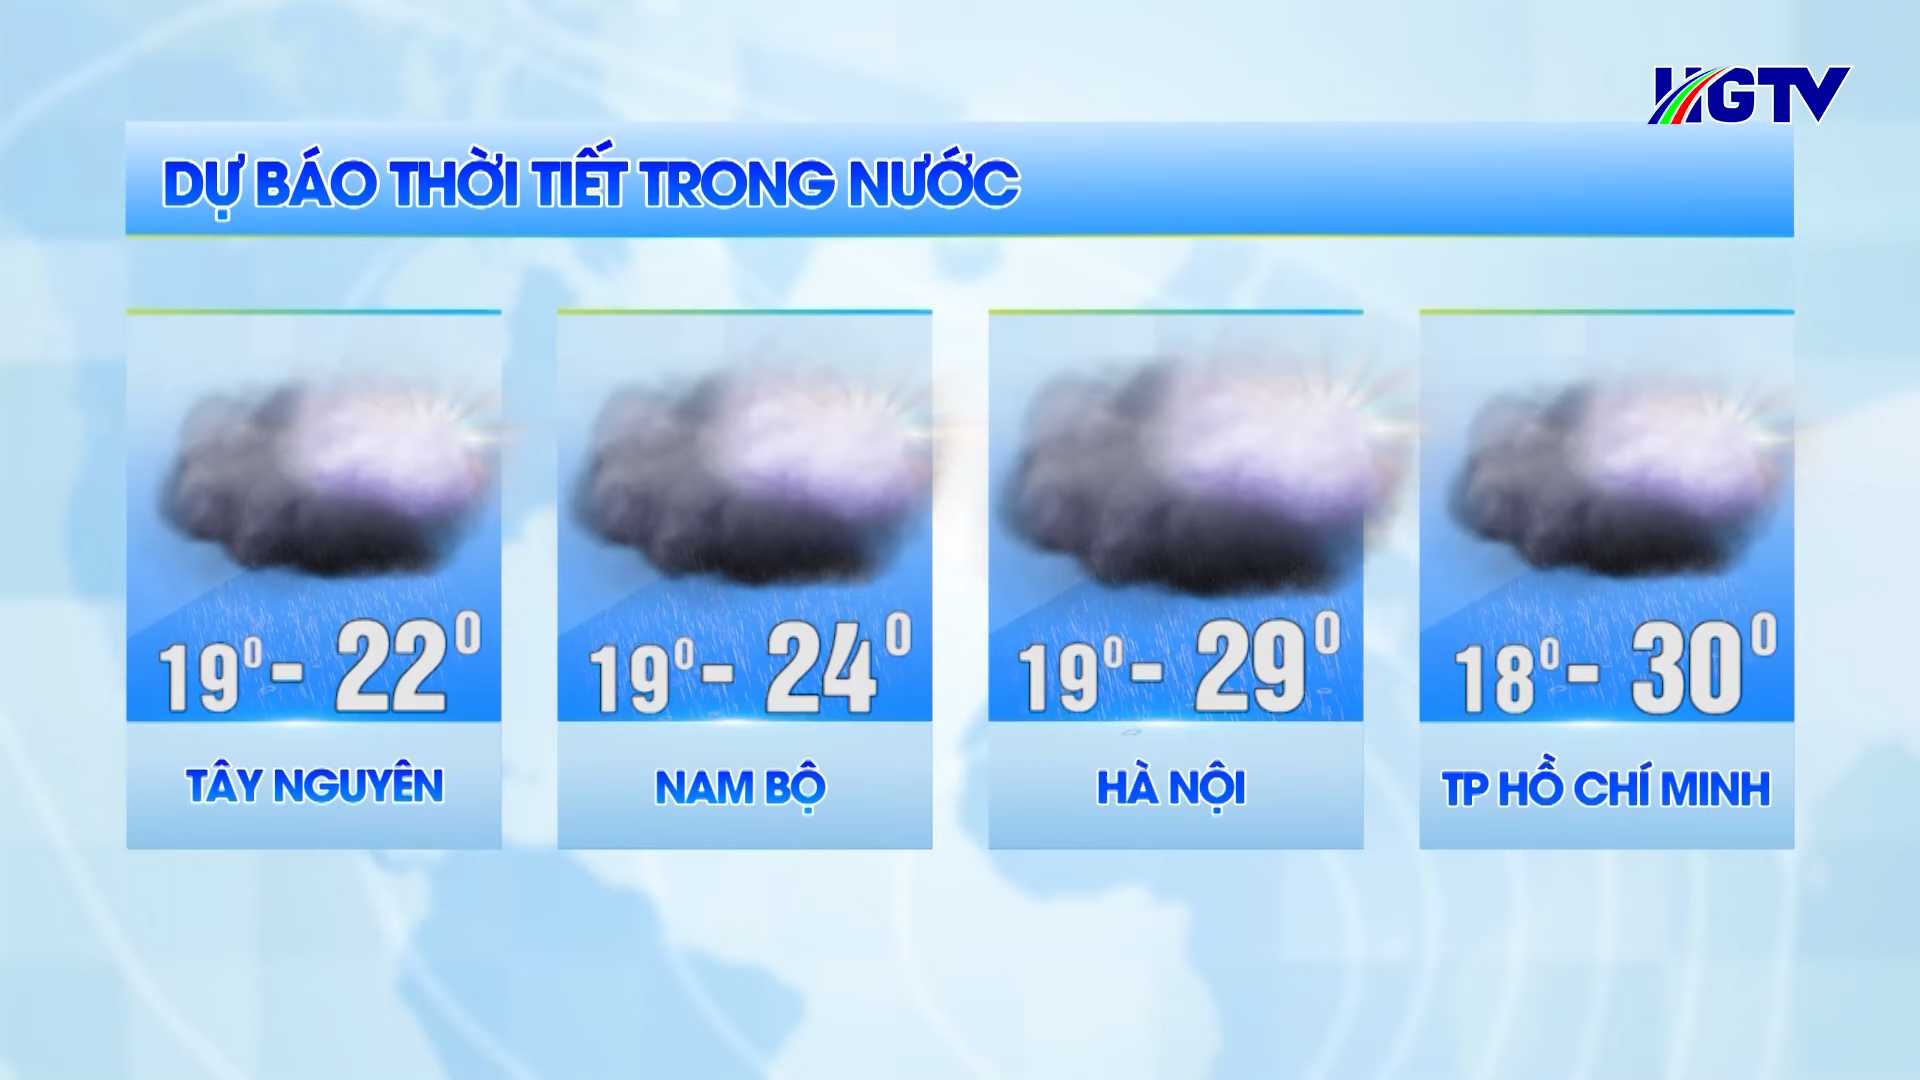 HGTV
DỰ BÁO THỜI TIẾT TRONG NƯỚC
19⁰ - 22⁰
19⁰ - 24⁰
19⁰ - 29⁰
18⁰ - 30⁰
TÂY NGUYÊN
NAM BỘ
HÀ NỘI
TP HỒ CHÍ MINH